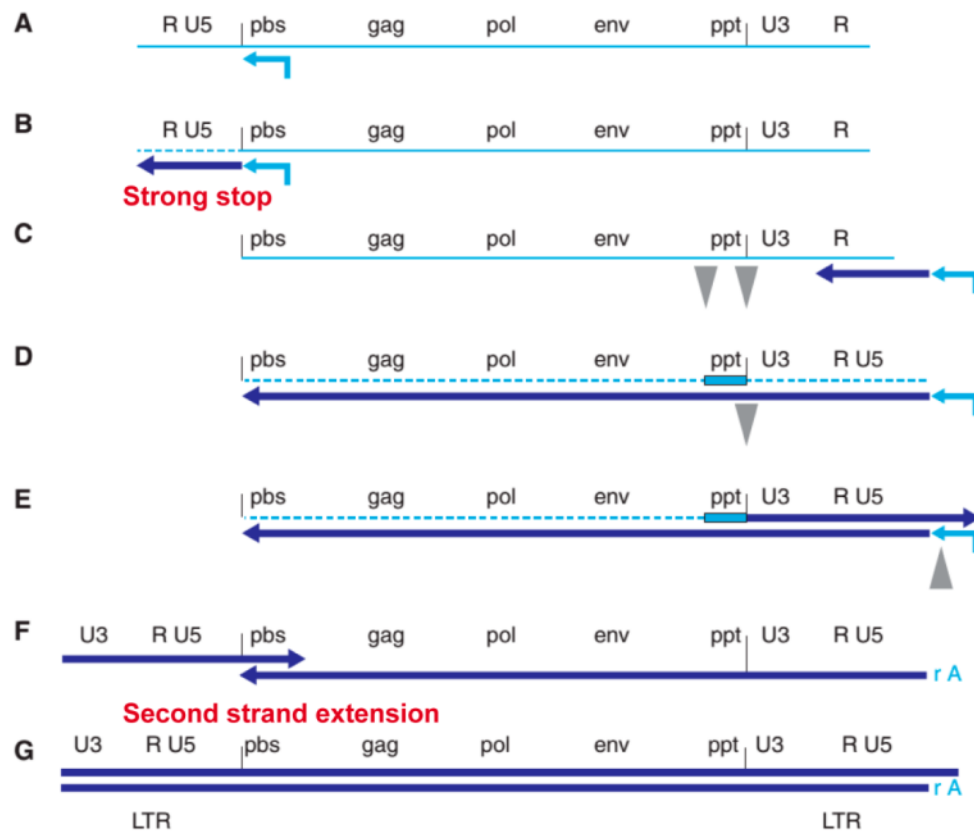 A R U5 pbs gag pol env ppt U3 R
B R U5 pbs gag pol env ppt U3 R
Strong stop
C pbs gag pol env ppt U3 R
D pbs gag pol env ppt U3 R U5
E pbs gag pol env ppt U3 R U5
F U3 R U5 pbs gag pol env ppt U3 R U5
r A
Second strand extension
G U3 R U5 pbs gag pol env ppt U3 R U5
r A
LTR LTR